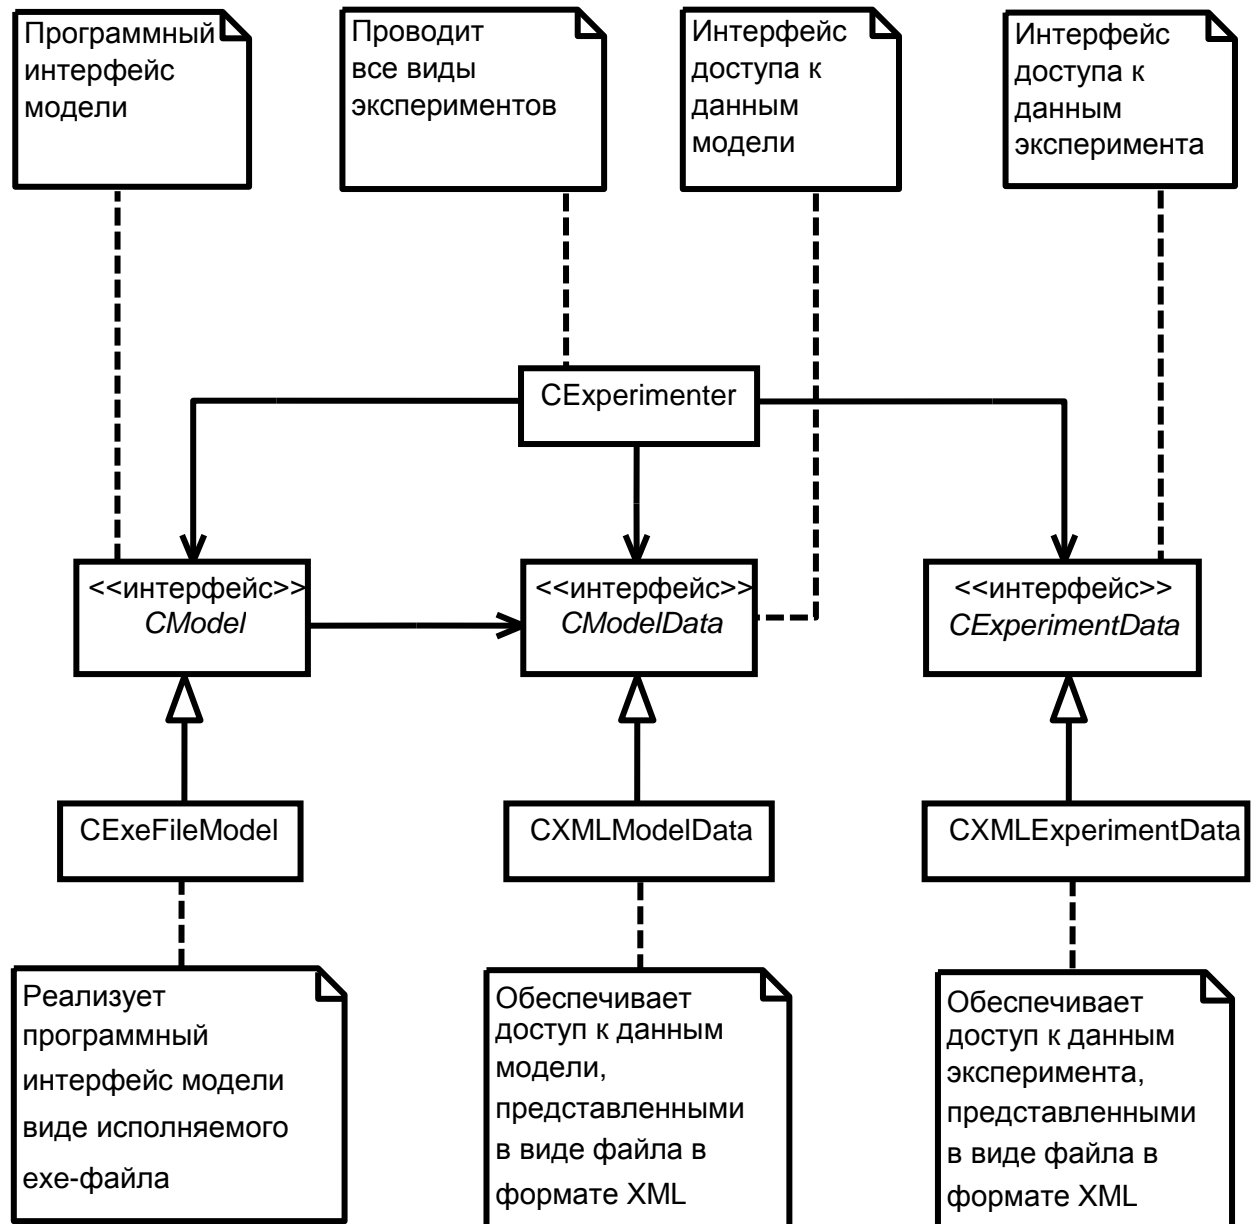 Программный
интерфейс
модели
Проводит
все виды
экспериментов
Интерфейс
доступа к
данным
модели
Интерфейс
доступа к
данным
эксперимента
CExperimenter
<<интерфейс>>
CModel
<<интерфейс>>
CModelData
<<интерфейс>>
CExperimentData
CExeFileModel
CXMLModelData
CXMLExperimentData
Реализует
программный
интерфейс модели
виде исполняемого
exe-файла
Обеспечивает
доступ к данным
модели,
представленными
в виде файла в
формате XML
Обеспечивает
доступ к данным
эксперимента,
представленными
в виде файла в
формате XML